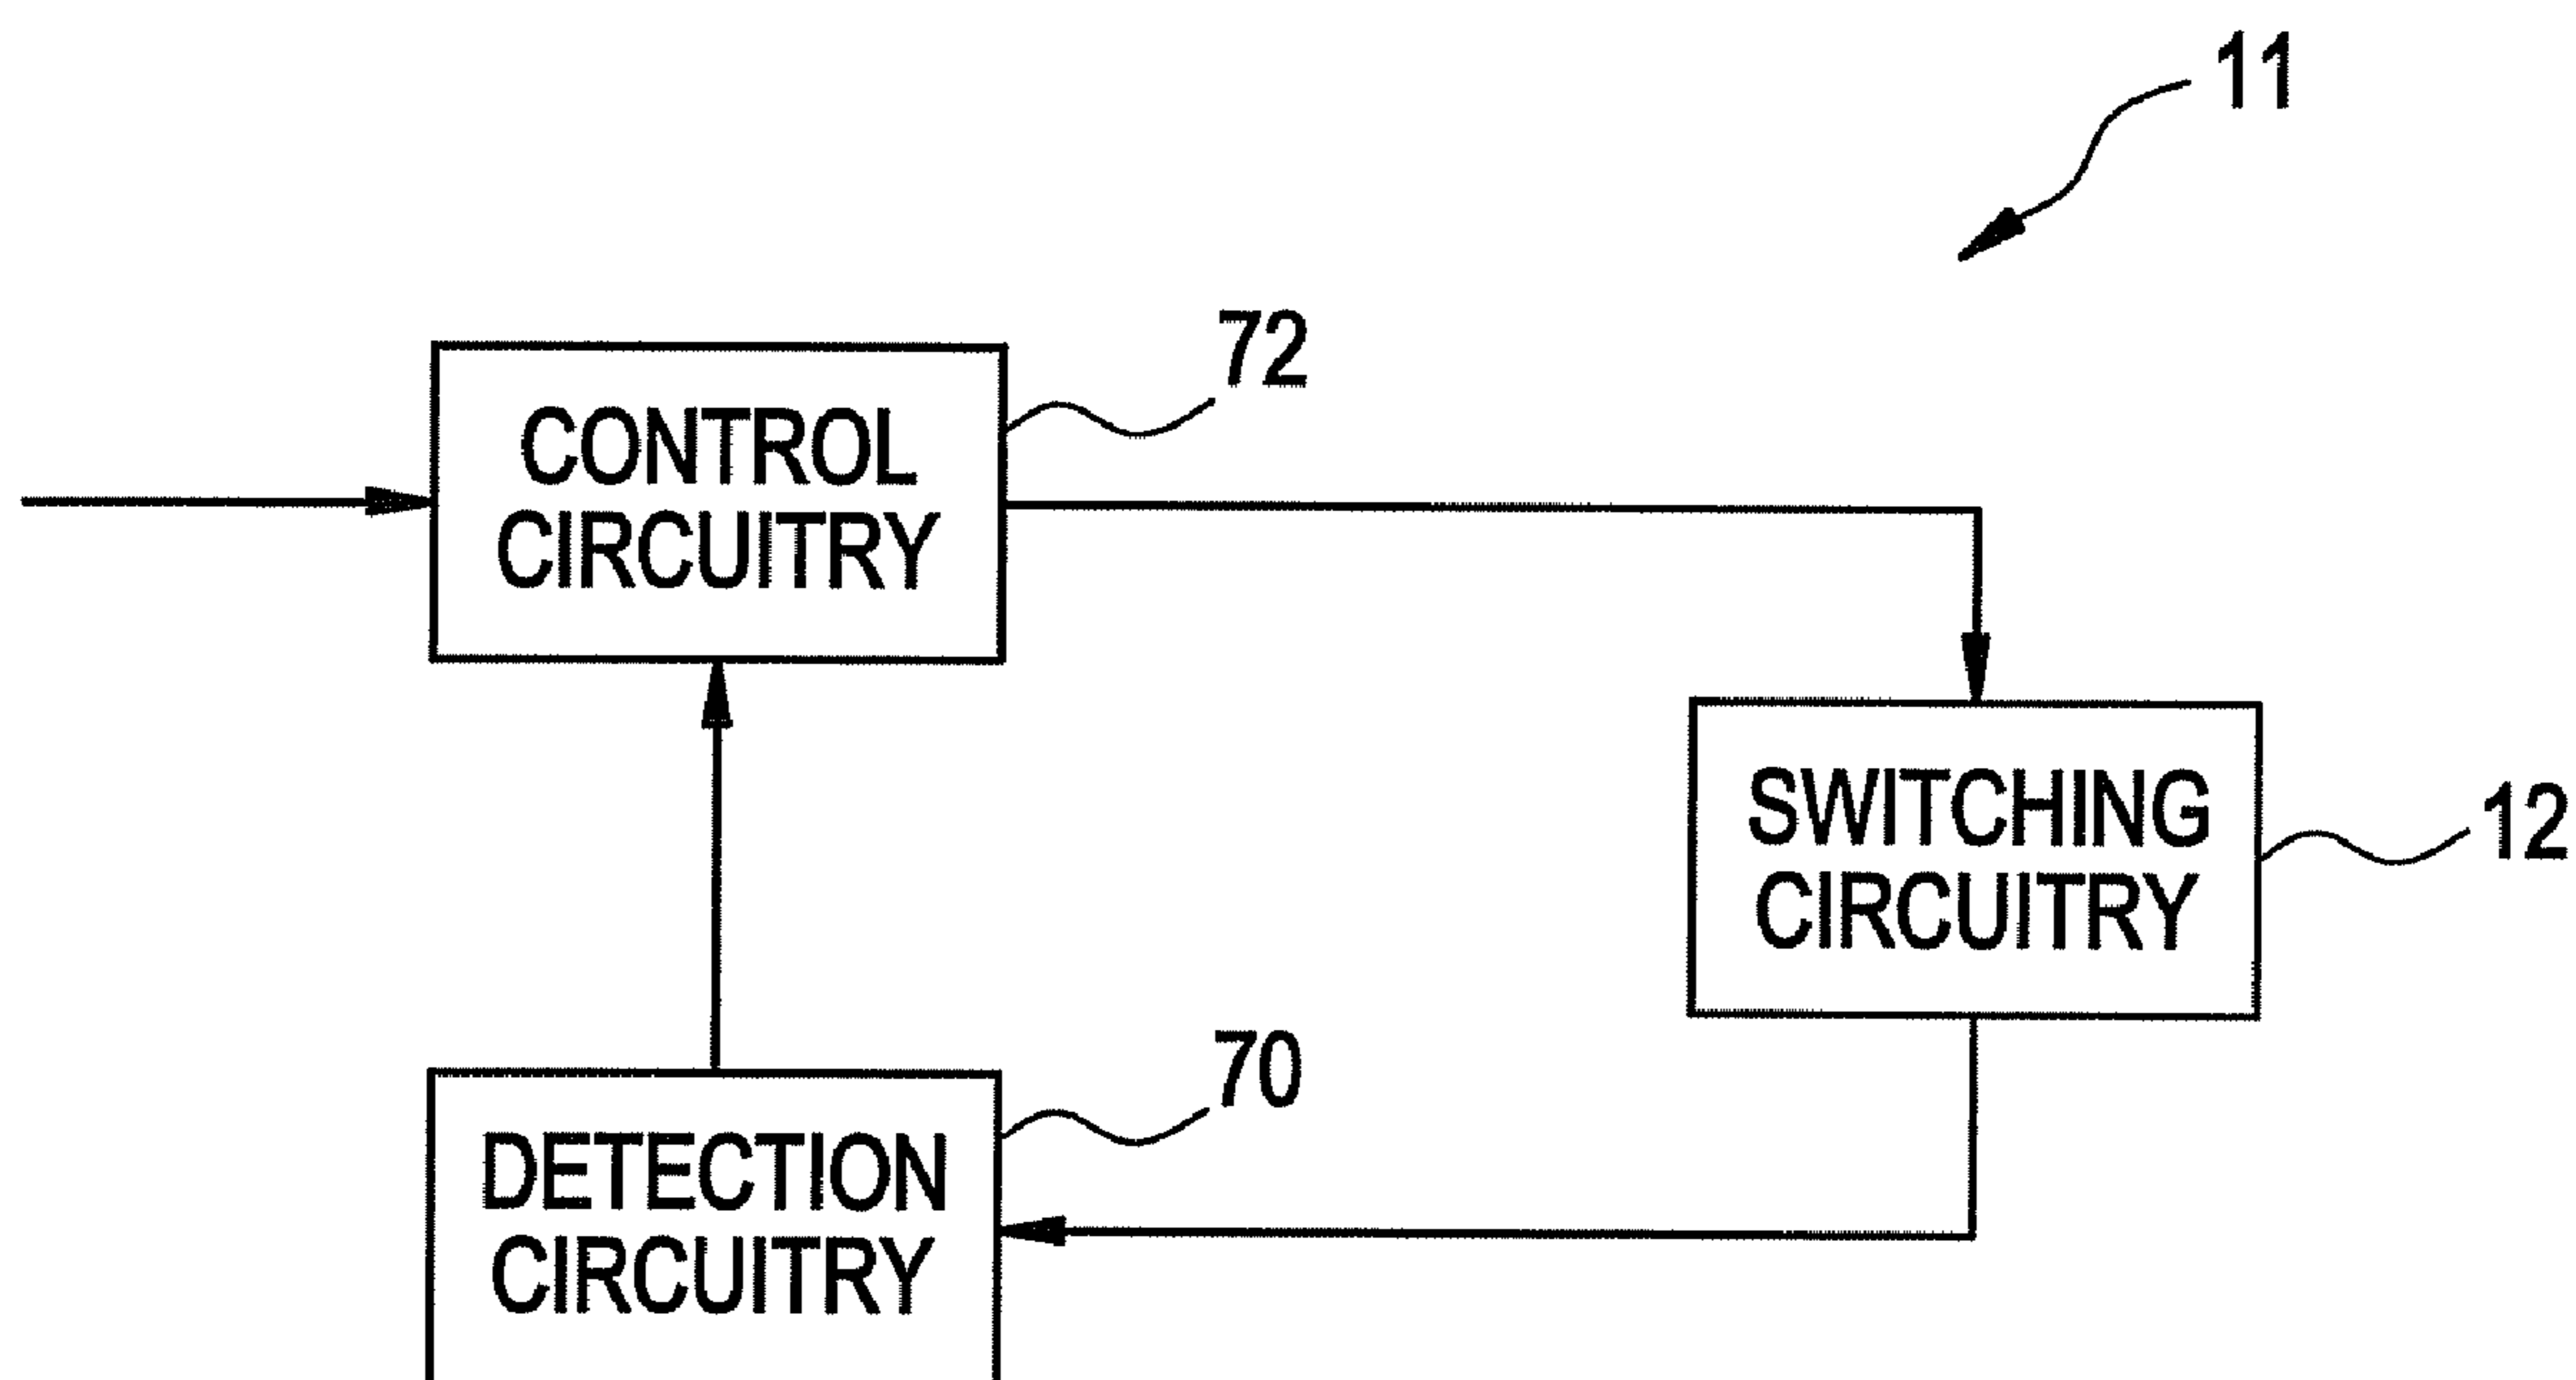 11
72
CONTROL
CIRCUITRY
SWITCHING
CIRCUITRY
12
70
DETECTION
CIRCUITRY